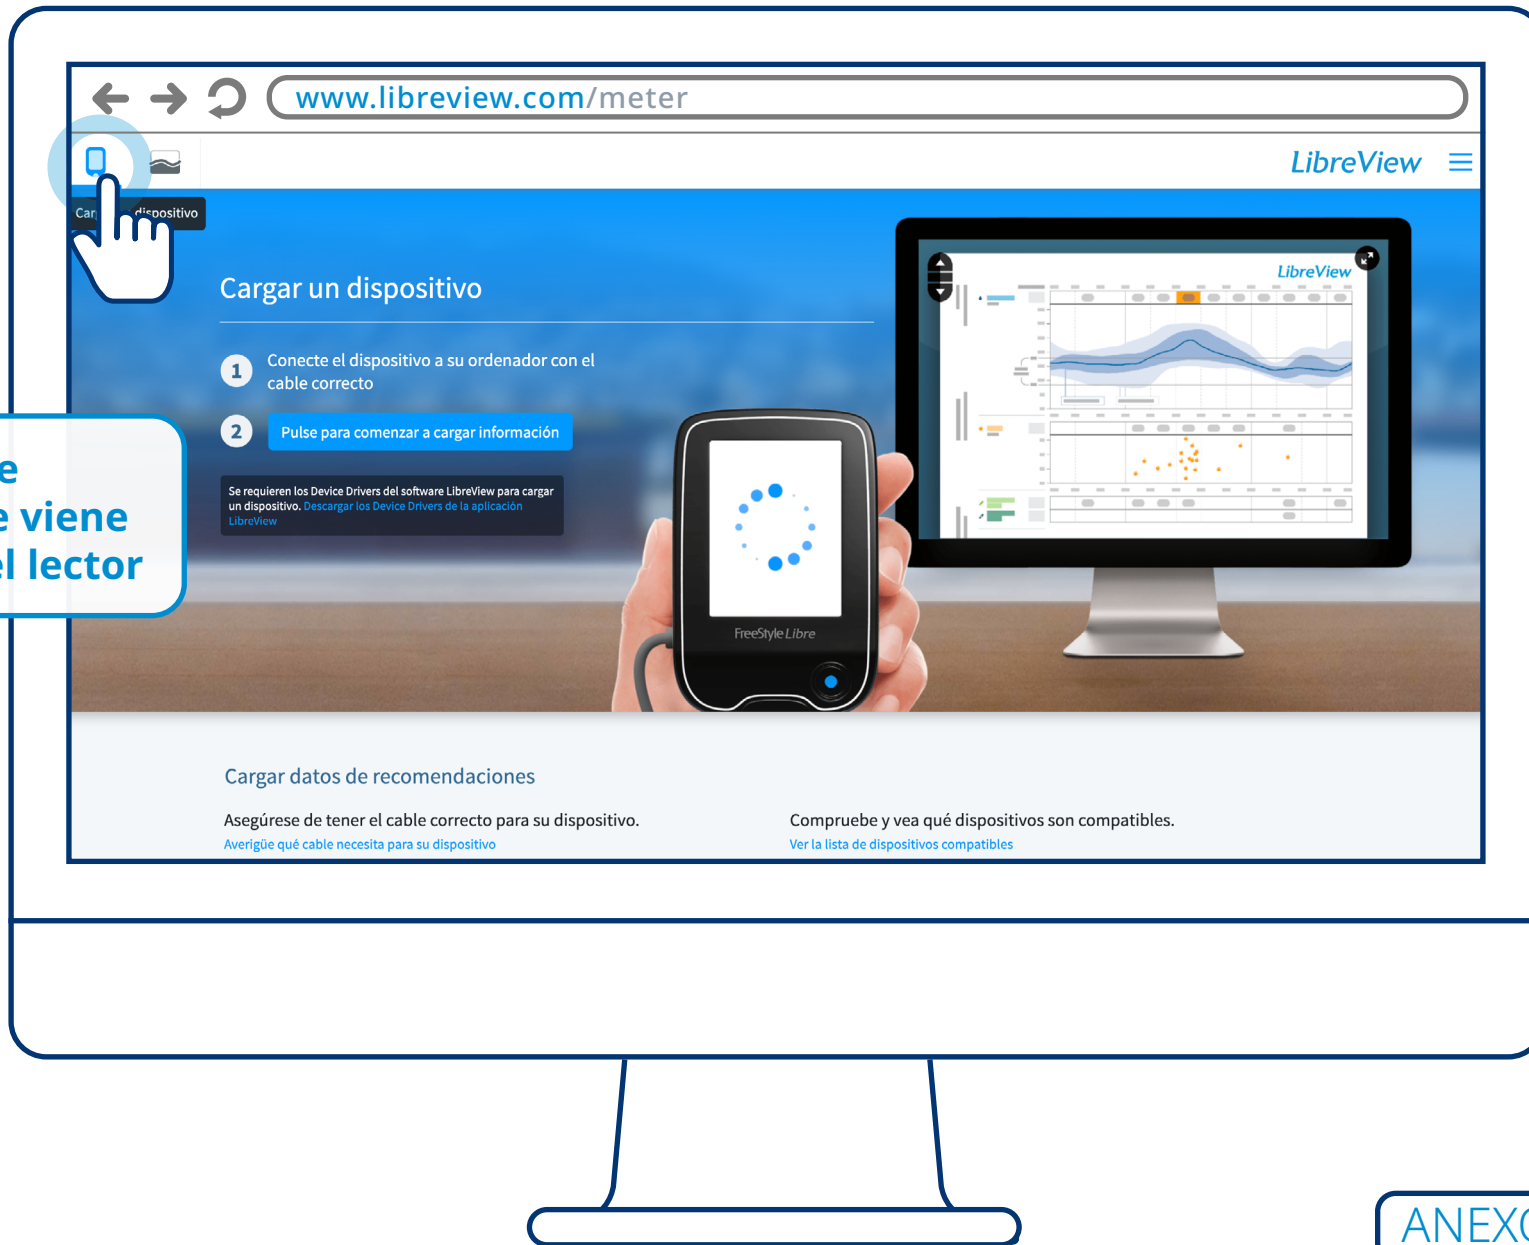 www.libreview.com/meter
LibreView
dispositivo
Cargar un dispositivo
1 Conecte el dispositivo a su ordenador con el
cable correcto
2 Pulse para comenzar a cargar información
Se requieren los Device Drivers del software LibreView para cargar
un dispositivo. Descargar los Device Drivers de la aplicación
LibreView
LibreView
FreeStyle Libre
e
e viene
el lector
Cargar datos de recomendaciones
Asegúrese de tener el cable correcto para su dispositivo.
Averigüe qué cable necesita para su dispositivo
Compruebe y vea qué dispositivos son compatibles.
Ver la lista de dispositivos compatibles
ANEXO